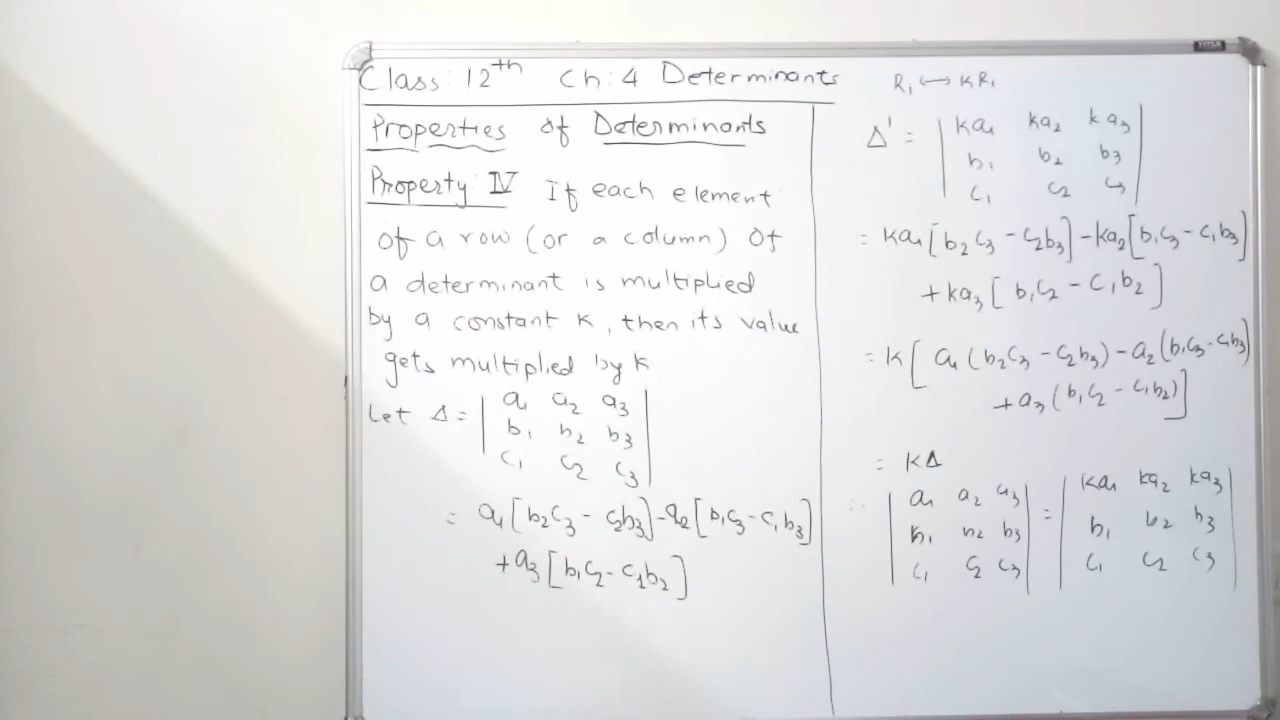 Class: 12th Ch: 4 Determinants
Properties of Determinants
Property IV If each element
of a row (or a column) of
a determinant is multiplied
by a constant K, then its value
gets multiplied by K
Let Δ = | a₁ a₂ a₃ |
| b₁ b₂ b₃ |
| c₁ c₂ c₃ |
= a₁[b₂c₃ - c₂b₃] - a₂[b₁c₃ - c₁b₃]
+ a₃[b₁c₂ - c₁b₂]
R₁ ↔ KR₁
Δ' = | ka₁ ka₂ ka₃ |
| b₁ b₂ b₃ |
| c₁ c₂ c₃ |
= ka₁[b₂c₃ - c₂b₃] - ka₂[b₁c₃ - c₁b₃]
+ ka₃[b₁c₂ - c₁b₂]
= k[a₁(b₂c₃ - c₂b₃) - a₂(b₁c₃ - c₁b₃)
+ a₃(b₁c₂ - c₁b₂)]
= KΔ
∴ | a₁ a₂ a₃ | = | ka₁ ka₂ ka₃ |
| b₁ b₂ b₃ | | b₁ b₂ b₃ |
| c₁ c₂ c₃ | | c₁ c₂ c₃ |